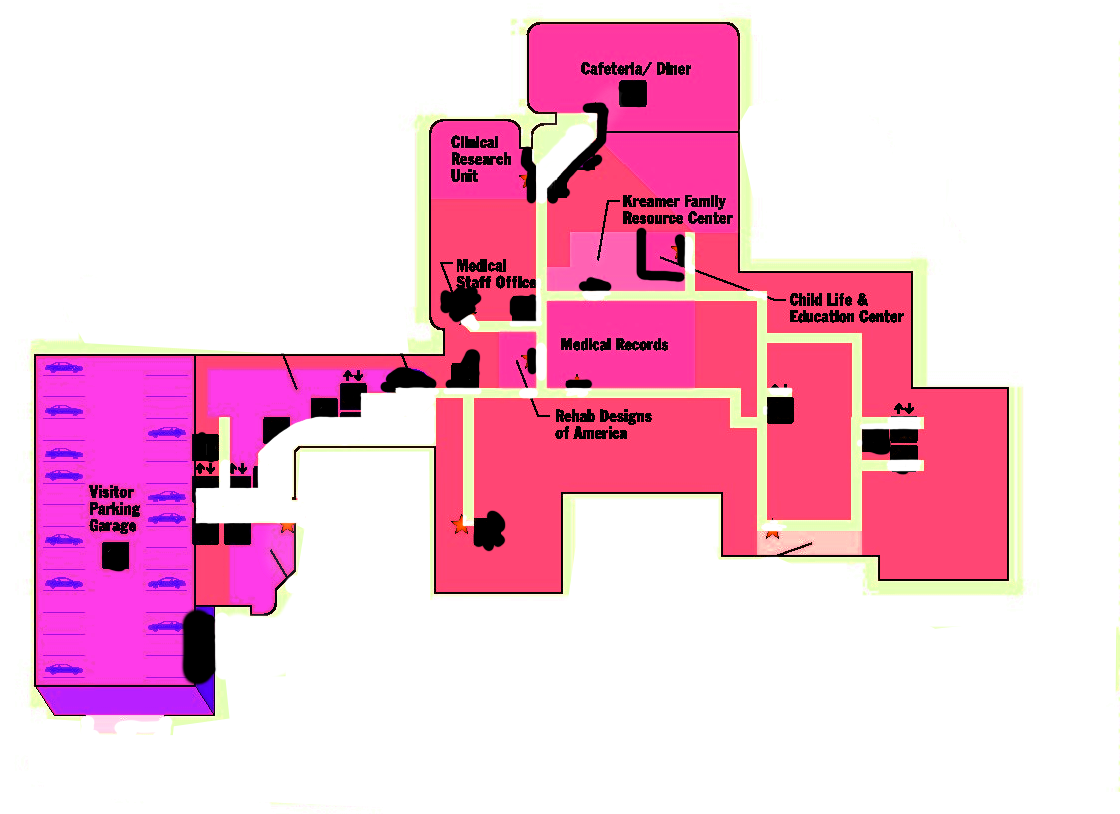 Cafeteria/ Diner
Clinical
Research
Unit
Kreamer Family
Resource Center
Medical
Staff Office
Child Life &
Education Center
Medical Records
Rehab Designs
of America
Visitor
Parking
Garage